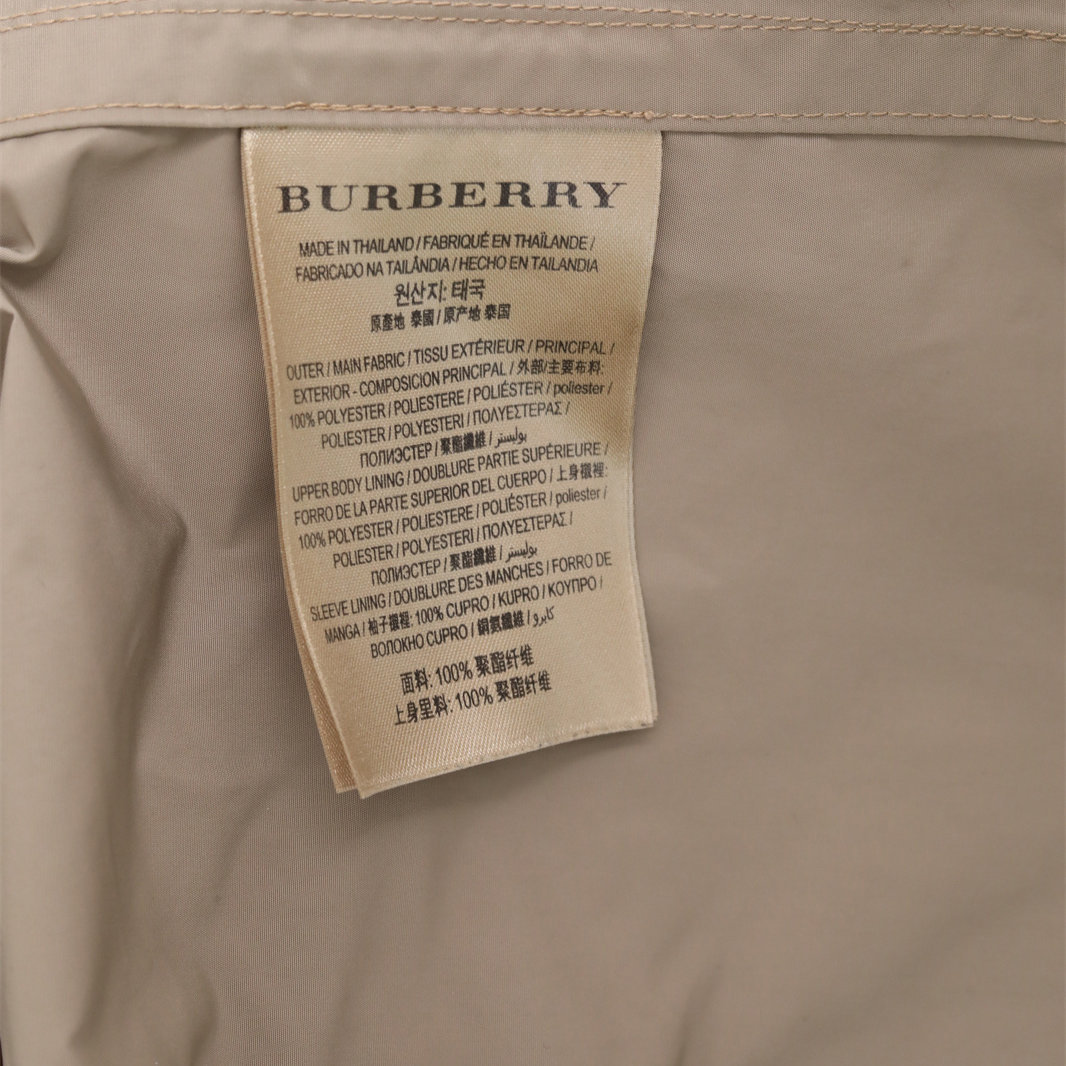 BURBERRY
MADE IN THAILAND / FABRIQUÉ EN THAÏLANDE /
FABRICADO NA TAILÂNDIA / HECHO EN TAILANDIA
원산지: 태국
原產地 泰國 / 原产地 泰国
OUTER / MAIN FABRIC / TISSU EXTÉRIEUR / PRINCIPAL /
EXTERIOR - COMPOSICION PRINCIPAL / 外部/主要布料:
100% POLYESTER / POLIESTERE / POLIÉSTER / poliester /
POLIESTER / POLYESTERI / ΠΟΛΥΕΣΤΕΡΑΣ /
ПОЛИЭСТЕР / 聚酯纖維 / بوليستر
UPPER BODY LINING / DOUBLURE PARTIE SUPÉRIEURE /
FORRO DE LA PARTE SUPERIOR DEL CUERPO / 上身襯裡:
100% POLYESTER / POLIESTERE / POLIÉSTER / poliester /
POLIESTER / POLYESTERI / ΠΟΛΥΕΣΤΕΡΑΣ /
ПОЛИЭСТЕР / 聚酯纖維 / بوليستر
SLEEVE LINING / DOUBLURE DES MANCHES / FORRO DE
MANGA / 袖子襯裡: 100% CUPRO / KUPRO / ΚΟΥΠΡΟ /
ВОЛОКНО CUPRO / 銅氨纖維 / كابرو
面料: 100% 聚酯纤维
上身里料: 100% 聚酯纤维